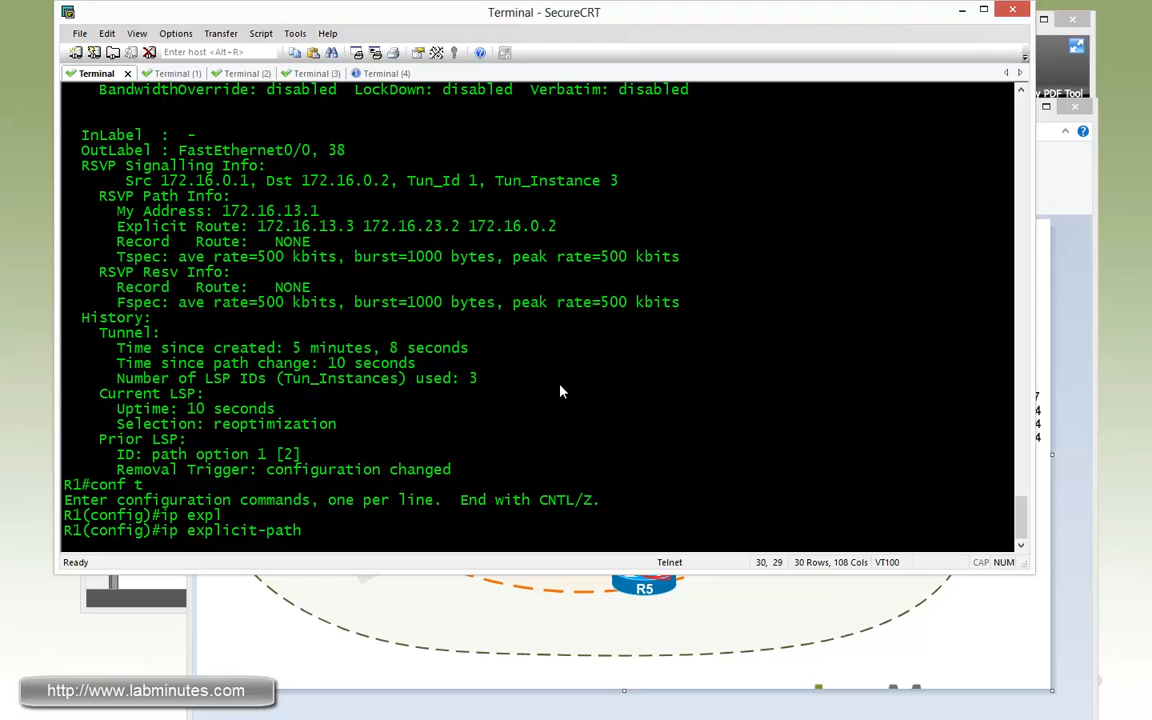 Terminal - SecureCRT
File Edit View Options Transfer Script Tools Help
Enter host <Alt+R>
Terminal Terminal (1) Terminal (2) Terminal (3) Terminal (4)
BandwidthOverride: disabled LockDown: disabled Verbatim: disabled
InLabel : -
OutLabel : FastEthernet0/0, 38
RSVP Signalling Info:
Src 172.16.0.1, Dst 172.16.0.2, Tun_Id 1, Tun_Instance 3
RSVP Path Info:
My Address: 172.16.13.1
Explicit Route: 172.16.13.3 172.16.23.2 172.16.0.2
Record Route: NONE
Tspec: ave rate=500 kbits, burst=1000 bytes, peak rate=500 kbits
RSVP Resv Info:
Record Route: NONE
Fspec: ave rate=500 kbits, burst=1000 bytes, peak rate=500 kbits
History:
Tunnel:
Time since created: 5 minutes, 8 seconds
Time since path change: 10 seconds
Number of LSP IDs (Tun_Instances) used: 3
Current LSP:
Uptime: 10 seconds
Selection: reoptimization
Prior LSP:
ID: path option 1 [2]
Removal Trigger: configuration changed
R1#conf t
Enter configuration commands, one per line. End with CNTL/Z.
R1(config)#ip expl
R1(config)#ip explicit-path
Ready Telnet 30, 29 30 Rows, 108 Cols VT100 CAP NUM
y PDF Tool
7
4
4
4
R5
http://www.labminutes.com